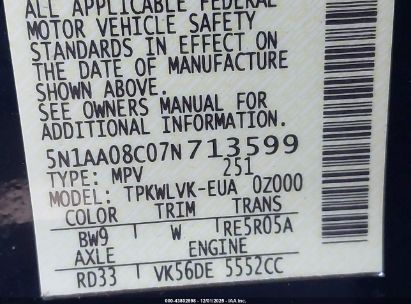 ALL APPLICABLE FEDERAL
MOTOR VEHICLE SAFETY
STANDARDS IN EFFECT ON
THE DATE OF MANUFACTURE
SHOWN ABOVE.
SEE OWNERS MANUAL FOR
ADDITIONAL INFORMATION.
5N1AA08C07N713599
TYPE: MPV 251
TPKWLVK-EUA 0Z000
COLOR TRIM TRANS
BW9 W RE5R05A
AXLE ENGINE
RD33 VK56DE 5552CC